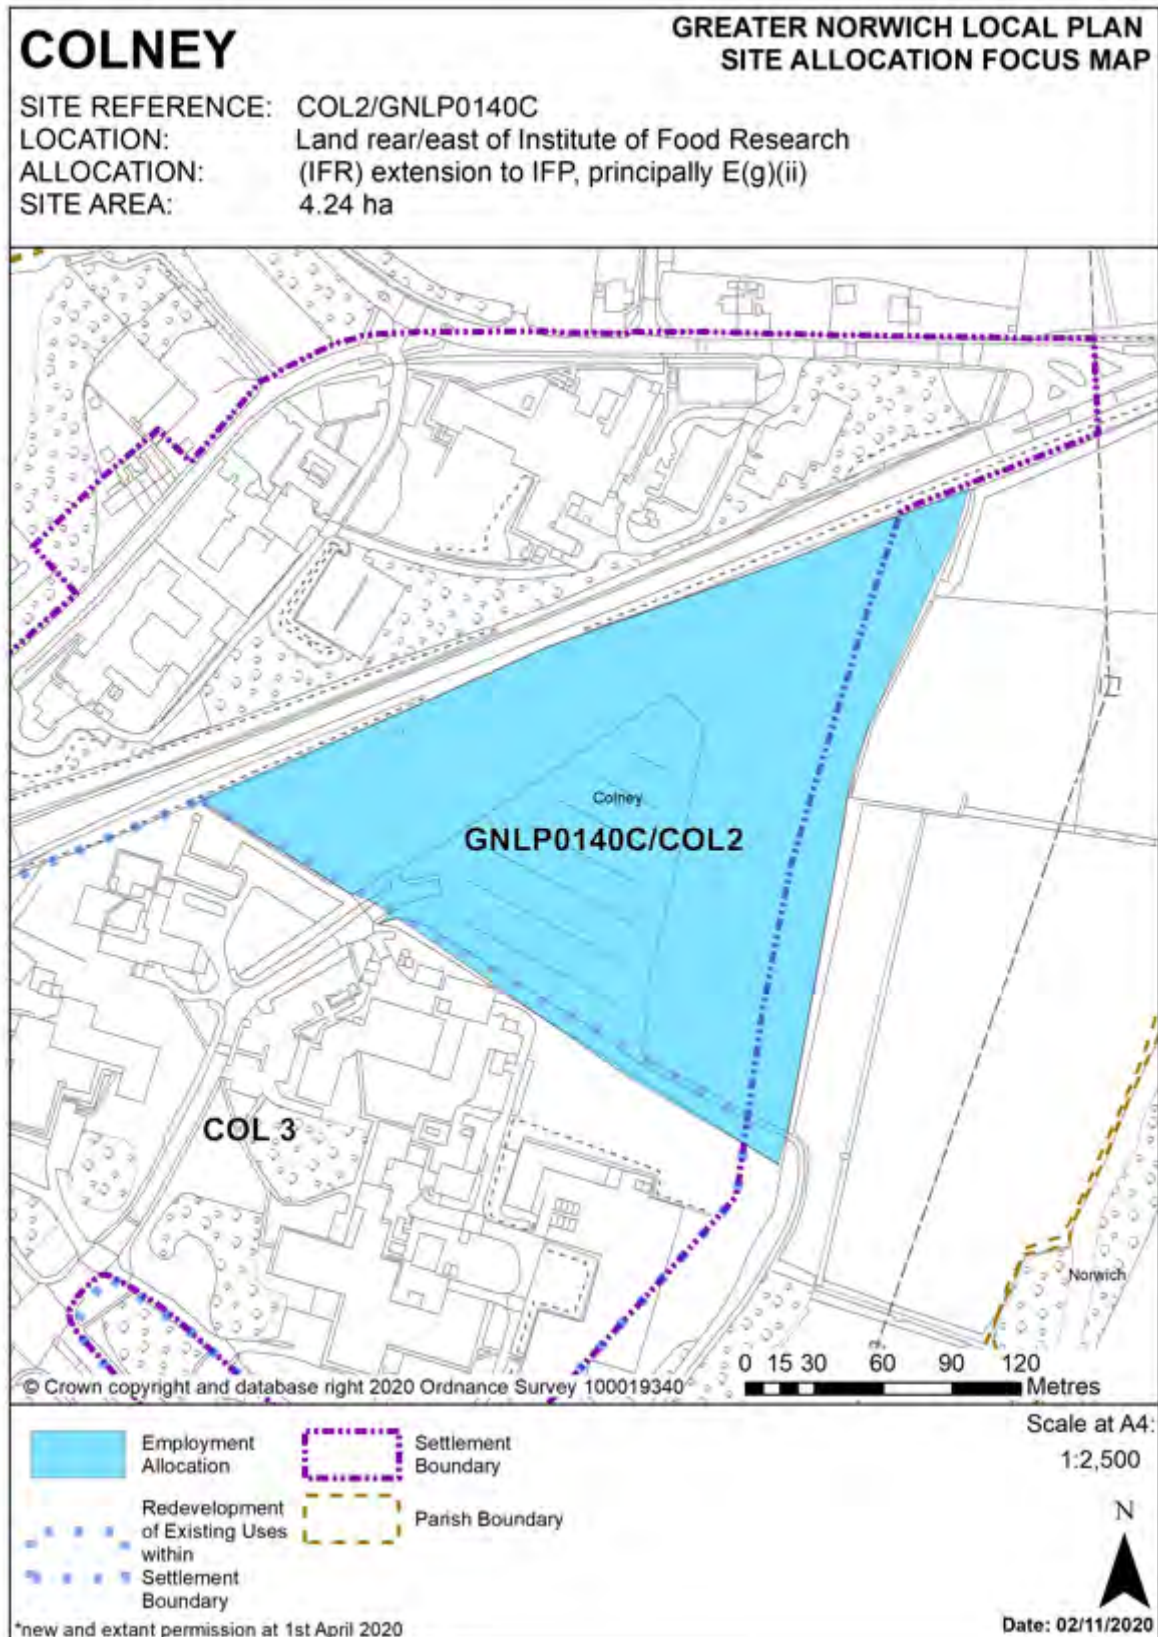 COLNEY
GREATER NORWICH LOCAL PLAN
SITE ALLOCATION FOCUS MAP
SITE REFERENCE: COL2/GNLP0140C
LOCATION: Land rear/east of Institute of Food Research
ALLOCATION: (IFR) extension to IFP, principally E(g)(ii)
SITE AREA: 4.24 ha
Colney
GNLP0140C/COL2
COL 3
Norwich
0 15 30 60 90 120
Metres
© Crown copyright and database right 2020 Ordnance Survey 100019340
Employment
Allocation
Settlement
Boundary
Redevelopment
of Existing Uses
within
Settlement
Boundary
Parish Boundary
Scale at A4:
1:2,500
N
*new and extant permission at 1st April 2020
Date: 02/11/2020